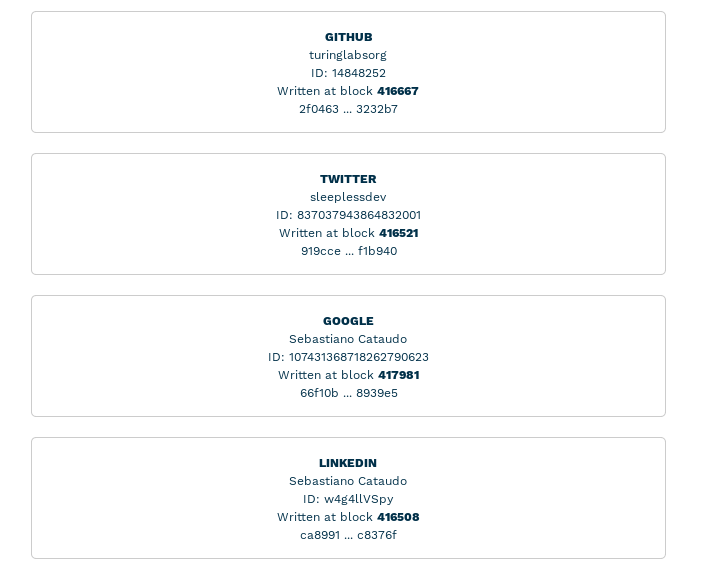 GITHUB
turinglabsorg
ID: 14848252
Written at block 416667
2f0463 ... 3232b7
TWITTER
sleeplessdev
ID: 837037943864832001
Written at block 416521
919cce ... f1b940
GOOGLE
Sebastiano Cataudo
ID: 107431368718262790623
Written at block 417981
66f10b ... 8939e5
LINKEDIN
Sebastiano Cataudo
ID: w4g4llVSpy
Written at block 416508
ca8991 ... c8376f